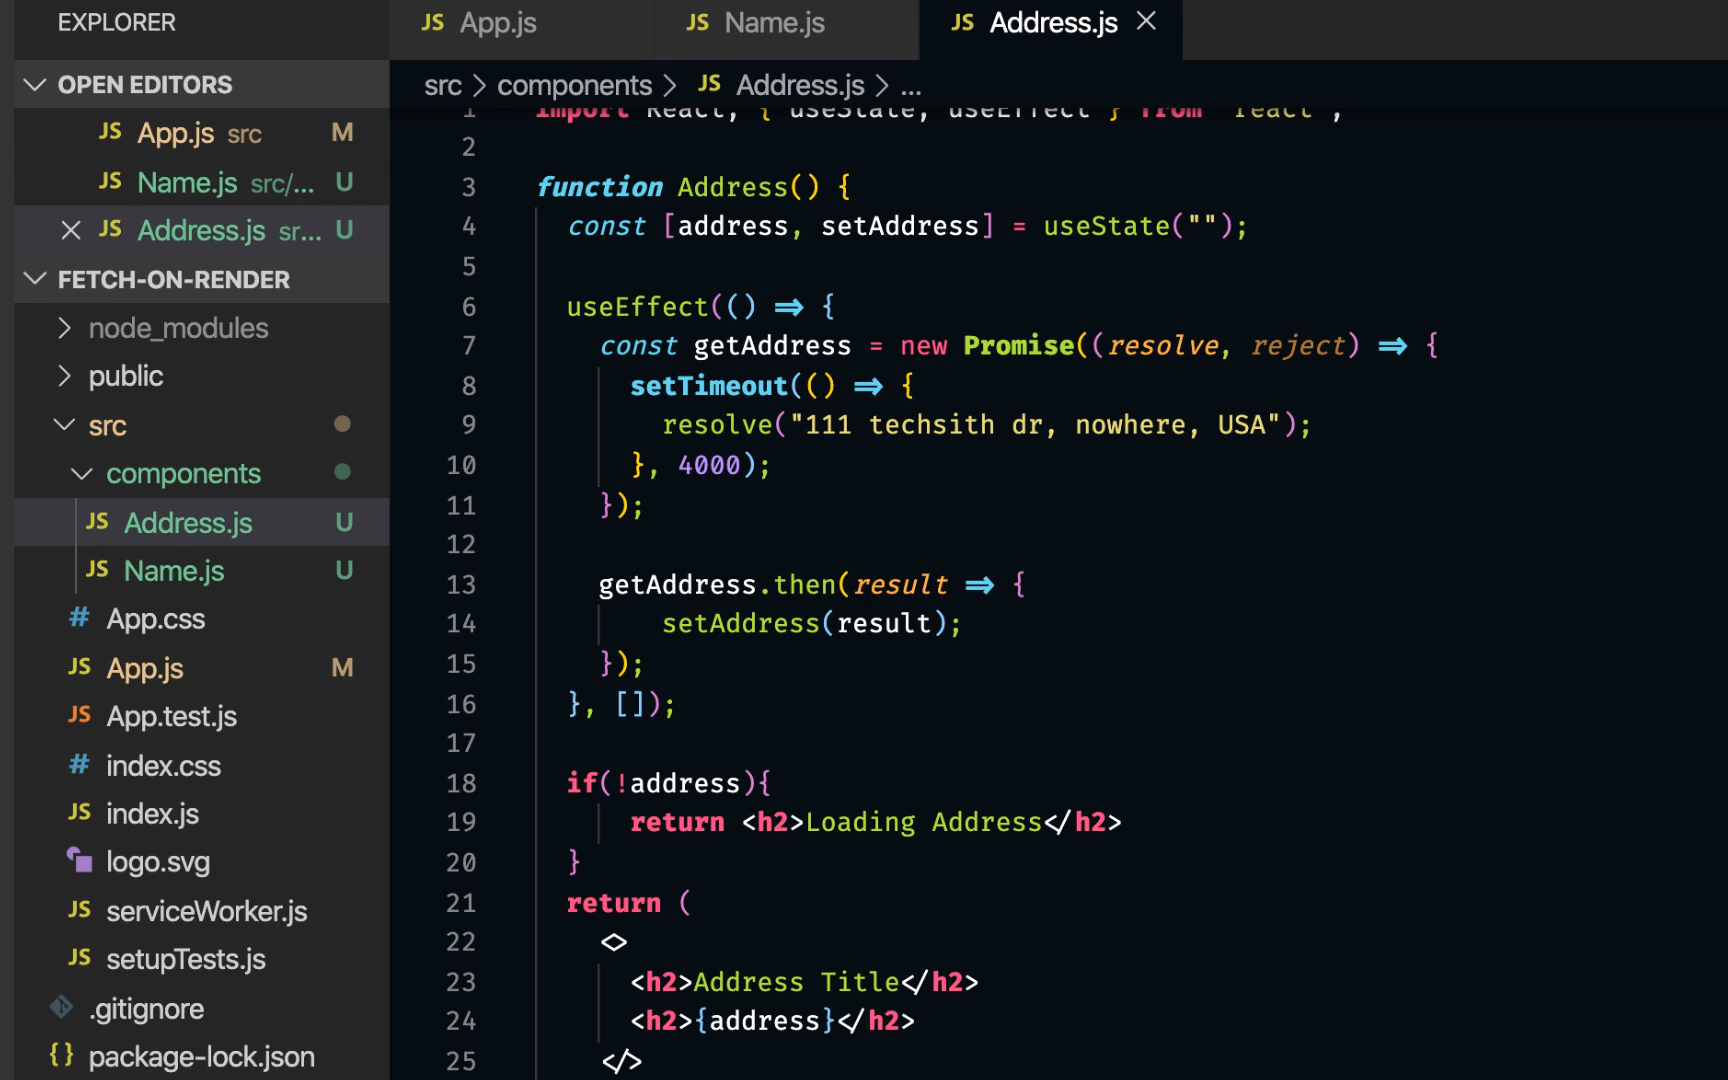 EXPLORER
OPEN EDITORS
JS App.js src M
JS Name.js src/... U
JS Address.js sr... U
FETCH-ON-RENDER
node_modules
public
src
components
JS Address.js U
JS Name.js U
# App.css
JS App.js M
JS App.test.js
# index.css
JS index.js
logo.svg
JS serviceWorker.js
JS setupTests.js
.gitignore
{} package-lock.json
JS App.js JS Name.js JS Address.js
src > components > JS Address.js > ...
1 import React, { useState, useEffect } from "react";
2
3 function Address() {
4 const [address, setAddress] = useState("");
5
6 useEffect(() => {
7 const getAddress = new Promise((resolve, reject) => {
8 setTimeout(() => {
9 resolve("111 techsith dr, nowhere, USA");
10 }, 4000);
11 });
12
13 getAddress.then(result => {
14 setAddress(result);
15 });
16 }, []);
17
18 if(!address){
19 return <h2>Loading Address</h2>
20 }
21 return (
22 <>
23 <h2>Address Title</h2>
24 <h2>{address}</h2>
25 </>